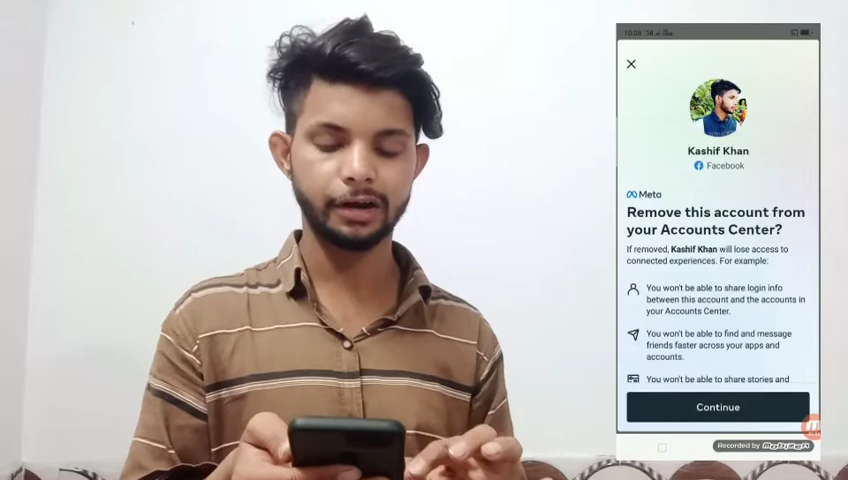 Kashif Khan
Facebook
Meta
Remove this account from
your Accounts Center?
If removed, Kashif Khan will lose access to
connected experiences. For example:
You won't be able to share login info
between this account and the accounts in
your Accounts Center.
You won't be able to find and message
friends faster across your apps and
accounts.
You won't be able to share stories and
Continue
Recorded by